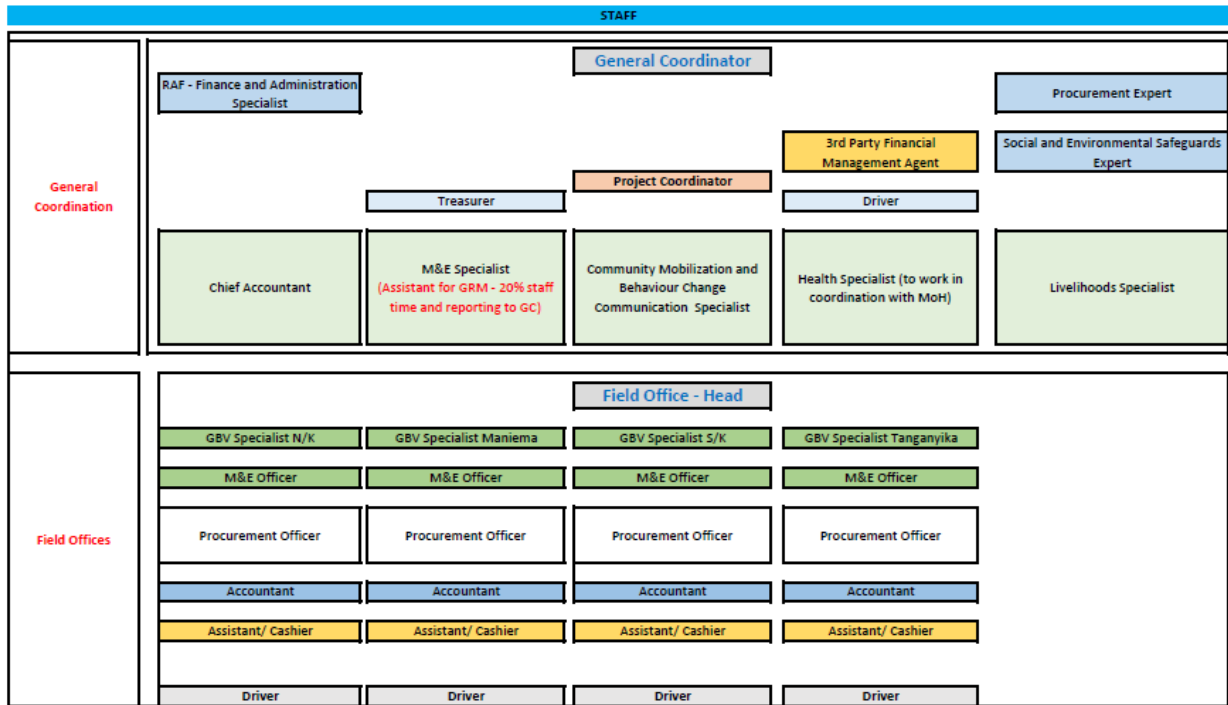 STAFF
General Coordinator
RAF - Finance and Administration
Specialist
Procurement Expert
3rd Party Financial
Management Agent
Social and Environmental Safeguards
Expert
Project Coordinator
General
Coordination
Treasurer
Driver
Chief Accountant
M&E Specialist
(Assistant for GRM - 20% staff
time and reporting to GC)
Community Mobilization and
Behaviour Change
Communication Specialist
Health Specialist (to work in
coordination with MoH)
Livelihoods Specialist
Field Office - Head
GBV Specialist N/K
GBV Specialist Maniema
GBV Specialist S/K
GBV Specialist Tanganyika
M&E Officer
M&E Officer
M&E Officer
M&E Officer
Field Offices
Procurement Officer
Procurement Officer
Procurement Officer
Procurement Officer
Accountant
Accountant
Accountant
Accountant
Assistant/ Cashier
Assistant/ Cashier
Assistant/ Cashier
Assistant/ Cashier
Driver
Driver
Driver
Driver